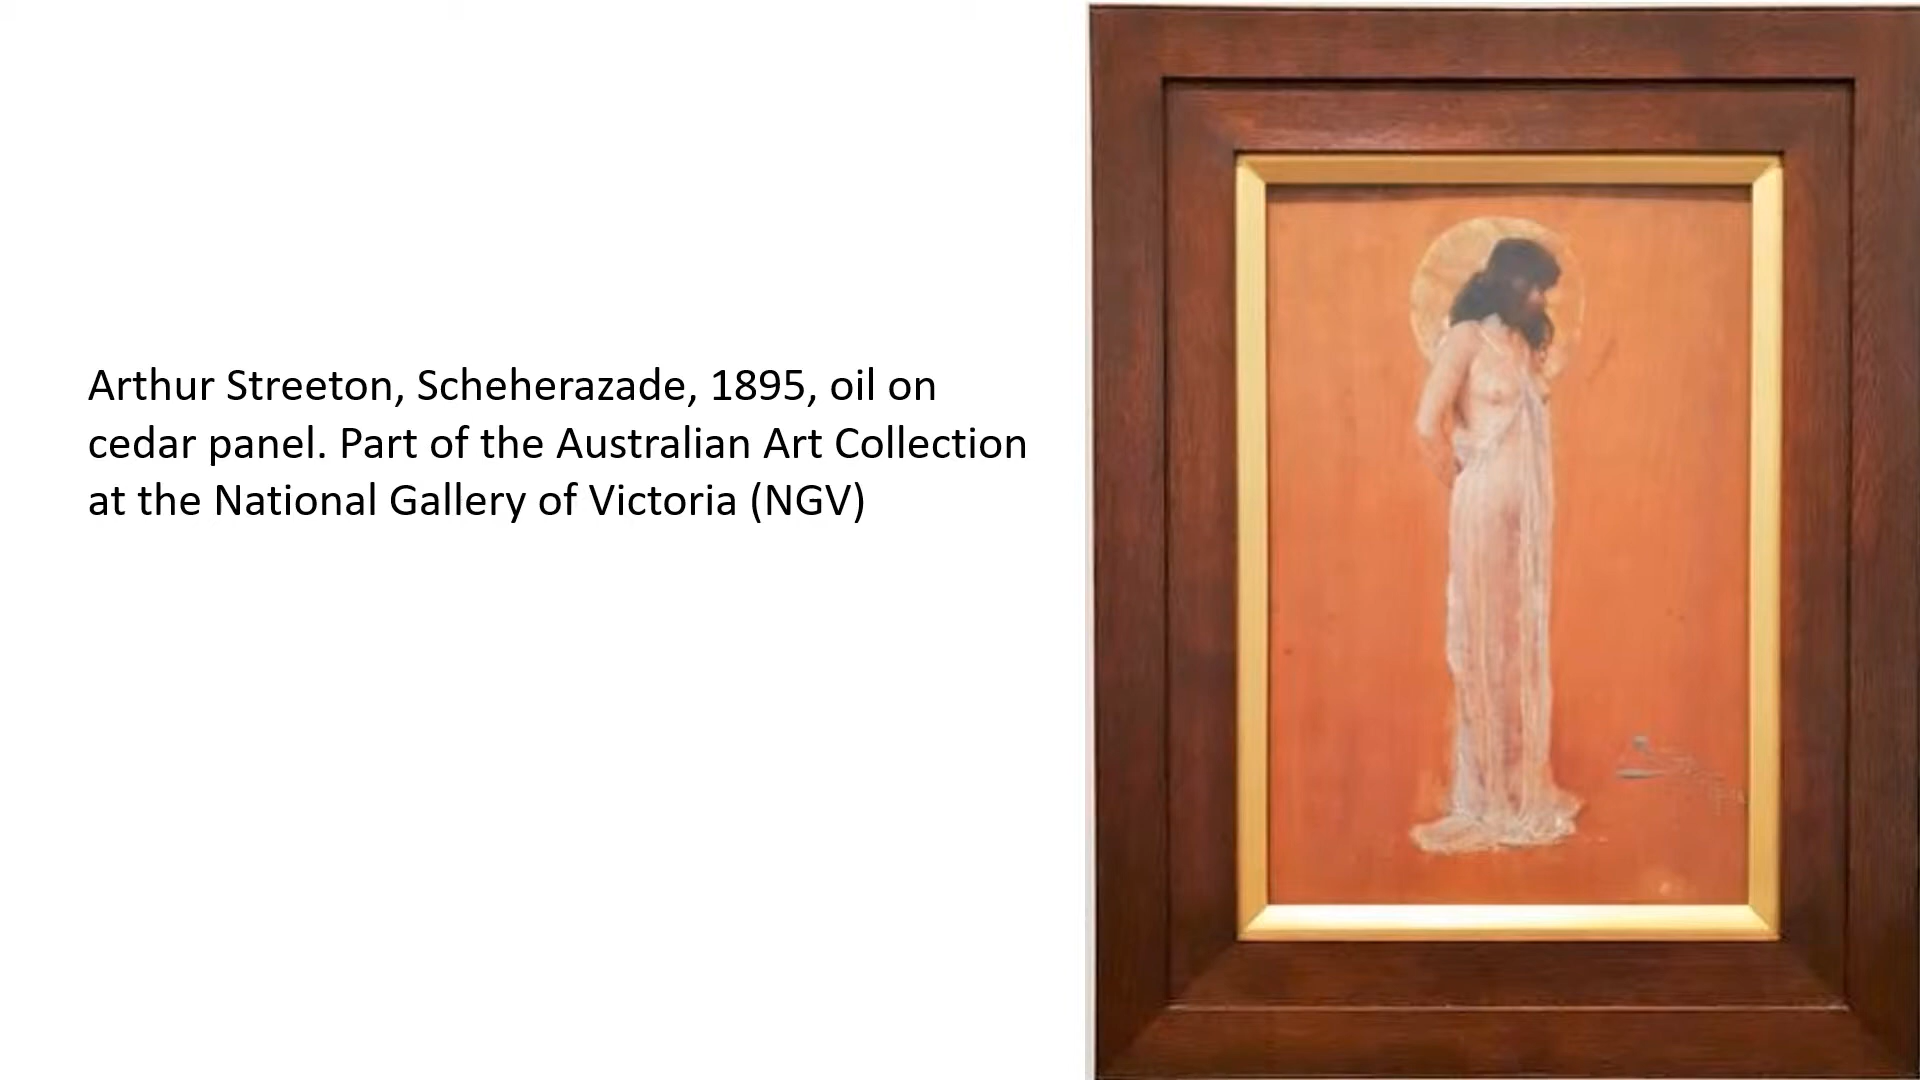 Arthur Streeton, Scheherazade, 1895, oil on
cedar panel. Part of the Australian Art Collection
at the National Gallery of Victoria (NGV)